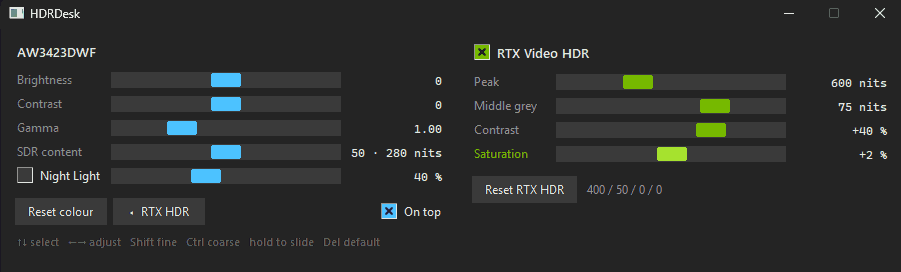 HDRDesk
AW3423DWF
Brightness 0
Contrast 0
Gamma 1.00
SDR content 50 · 280 nits
Night Light 40 %
Reset colour ‹ RTX HDR On top
↑↓ select ←→ adjust Shift fine Ctrl coarse hold to slide Del default
RTX Video HDR
Peak 600 nits
Middle grey 75 nits
Contrast +40 %
Saturation +2 %
Reset RTX HDR 400 / 50 / 0 / 0